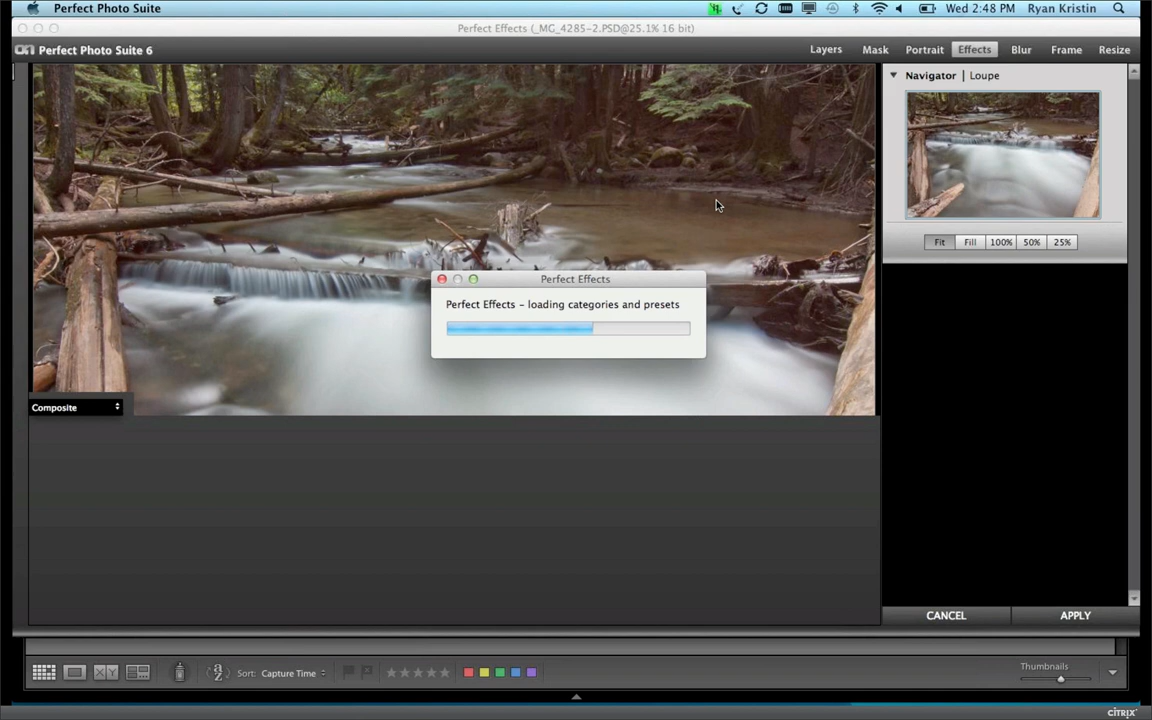 Perfect Photo Suite
Wed 2:48 PM Ryan Kristin
Perfect Effects (_MG_4285-2.PSD@25.1% 16 bit)
on Perfect Photo Suite 6
Layers Mask Portrait Effects Blur Frame Resize
Navigator | Loupe
Fit Fill 100% 50% 25%
Perfect Effects
Perfect Effects - loading categories and presets
Composite
CANCEL APPLY
XY
Sort: Capture Time
Thumbnails
CITRIX